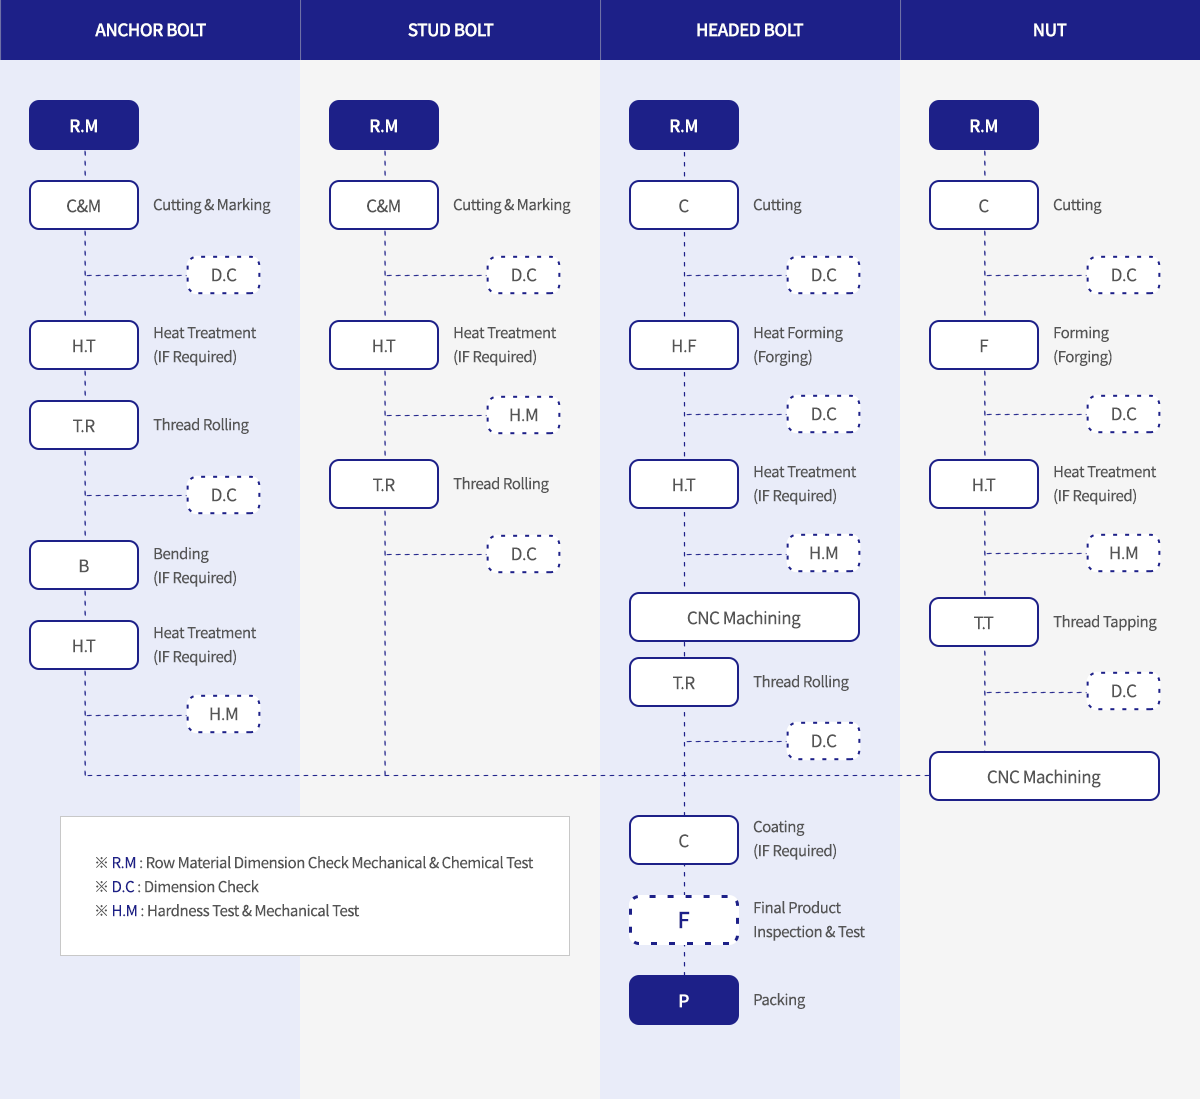 ANCHOR BOLT
STUD BOLT
HEADED BOLT
NUT
R.M
C&M
Cutting & Marking
D.C
H.T
Heat Treatment
(IF Required)
T.R
Thread Rolling
D.C
B
Bending
(IF Required)
H.T
Heat Treatment
(IF Required)
H.M
R.M
C&M
Cutting & Marking
D.C
H.T
Heat Treatment
(IF Required)
H.M
T.R
Thread Rolling
D.C
R.M
C
Cutting
D.C
H.F
Heat Forming
(Forging)
D.C
H.T
Heat Treatment
(IF Required)
H.M
CNC Machining
T.R
Thread Rolling
D.C
C
Coating
(IF Required)
F
Final Product
Inspection & Test
P
Packing
R.M
C
Cutting
D.C
F
Forming
(Forging)
D.C
H.T
Heat Treatment
(IF Required)
H.M
T.T
Thread Tapping
D.C
CNC Machining
※ R.M : Row Material Dimension Check Mechanical & Chemical Test
※ D.C : Dimension Check
※ H.M : Hardness Test & Mechanical Test